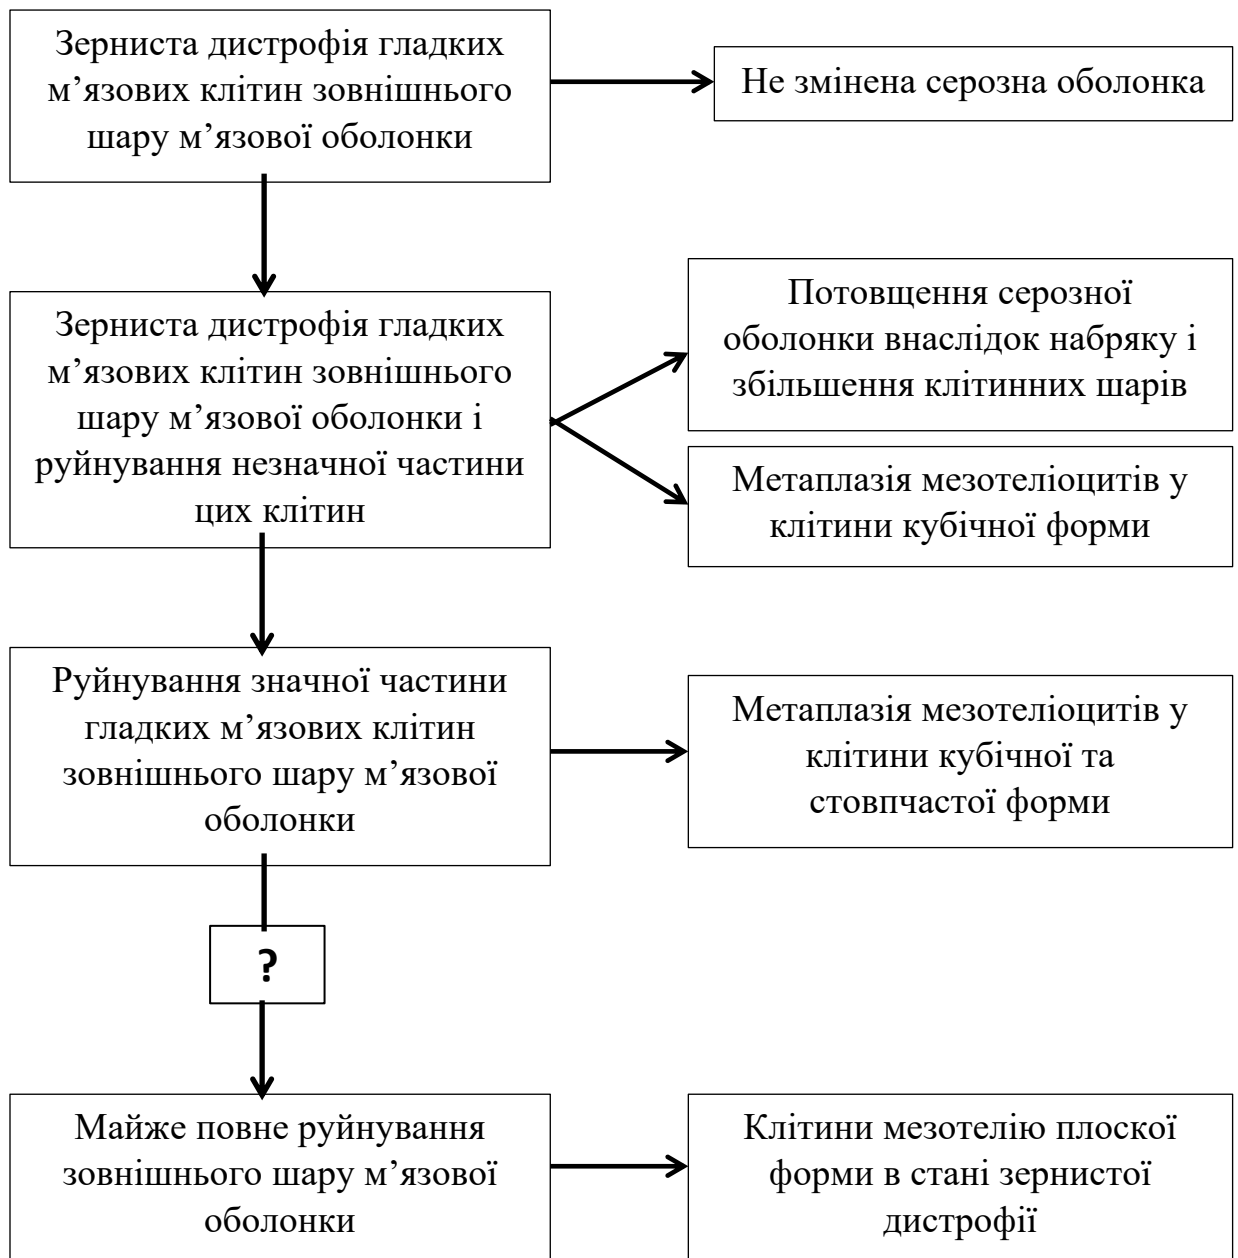 Зерниста дистрофія гладких
м’язових клітин зовнішнього
шару м’язової оболонки
Не змінена серозна оболонка
Зерниста дистрофія гладких
м’язових клітин зовнішнього
шару м’язової оболонки і
руйнування незначної частини
цих клітин
Потовщення серозної
оболонки внаслідок набряку і
збільшення клітинних шарів
Метаплазія мезотеліоцитів у
клітини кубічної форми
Руйнування значної частини
гладких м’язових клітин
зовнішнього шару м’язової
оболонки
Метаплазія мезотеліоцитів у
клітини кубічної та
стовпчастої форми
?
Майже повне руйнування
зовнішнього шару м’язової
оболонки
Клітини мезотелію плоскої
форми в стані зернистої
дистрофії